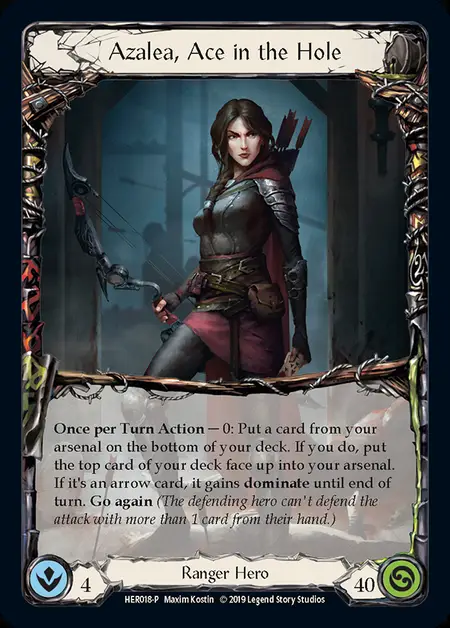 Azalea, Ace in the Hole
Once per Turn Action — 0: Put a card from your
arsenal on the bottom of your deck. If you do, put
the top card of your deck face up into your arsenal.
If it's an arrow card, it gains dominate until end of
turn. Go again (The defending hero can't defend the
attack with more than 1 card from their hand.)
4
Ranger Hero
40
HER018-P Maxim Kostin © 2019 Legend Story Studios